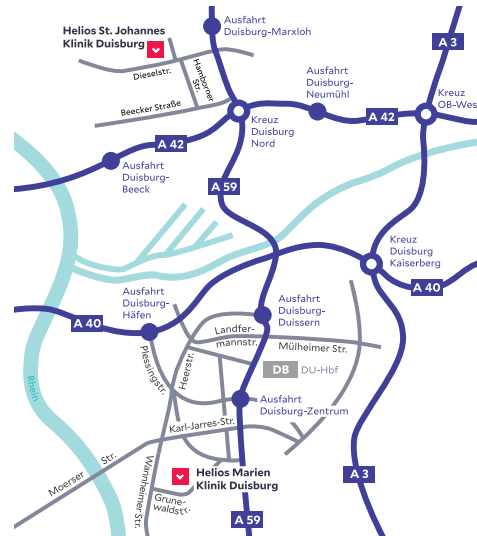 Ausfahrt
Duisburg-Marxloh
Helios St. Johannes
Klinik Duisburg
A 3
Dieselstr.
Hamborner
Str.
Beecker Straße
Ausfahrt
Duisburg-
Neumühl
Kreuz
OB-Wes
A 42
Kreuz
Duisburg
Nord
A 42
Ausfahrt
Duisburg-
Beeck
A 59
Kreuz
Duisburg
Kaiserberg
A 40
Ausfahrt
Duisburg-
Häfen
A 40
Ausfahrt
Duisburg-
Duissern
Landfer-
mannstr.
Mülheimer Str.
Plessingstr.
Heerstr.
DB DU-Hbf
Rhein
Ausfahrt
Duisburg-Zentrum
Karl-Jarres-Str.
Moerser Str.
Wannheimer Str.
Helios Marien
Klinik Duisburg
A 3
Grune-
waldstr.
A 59